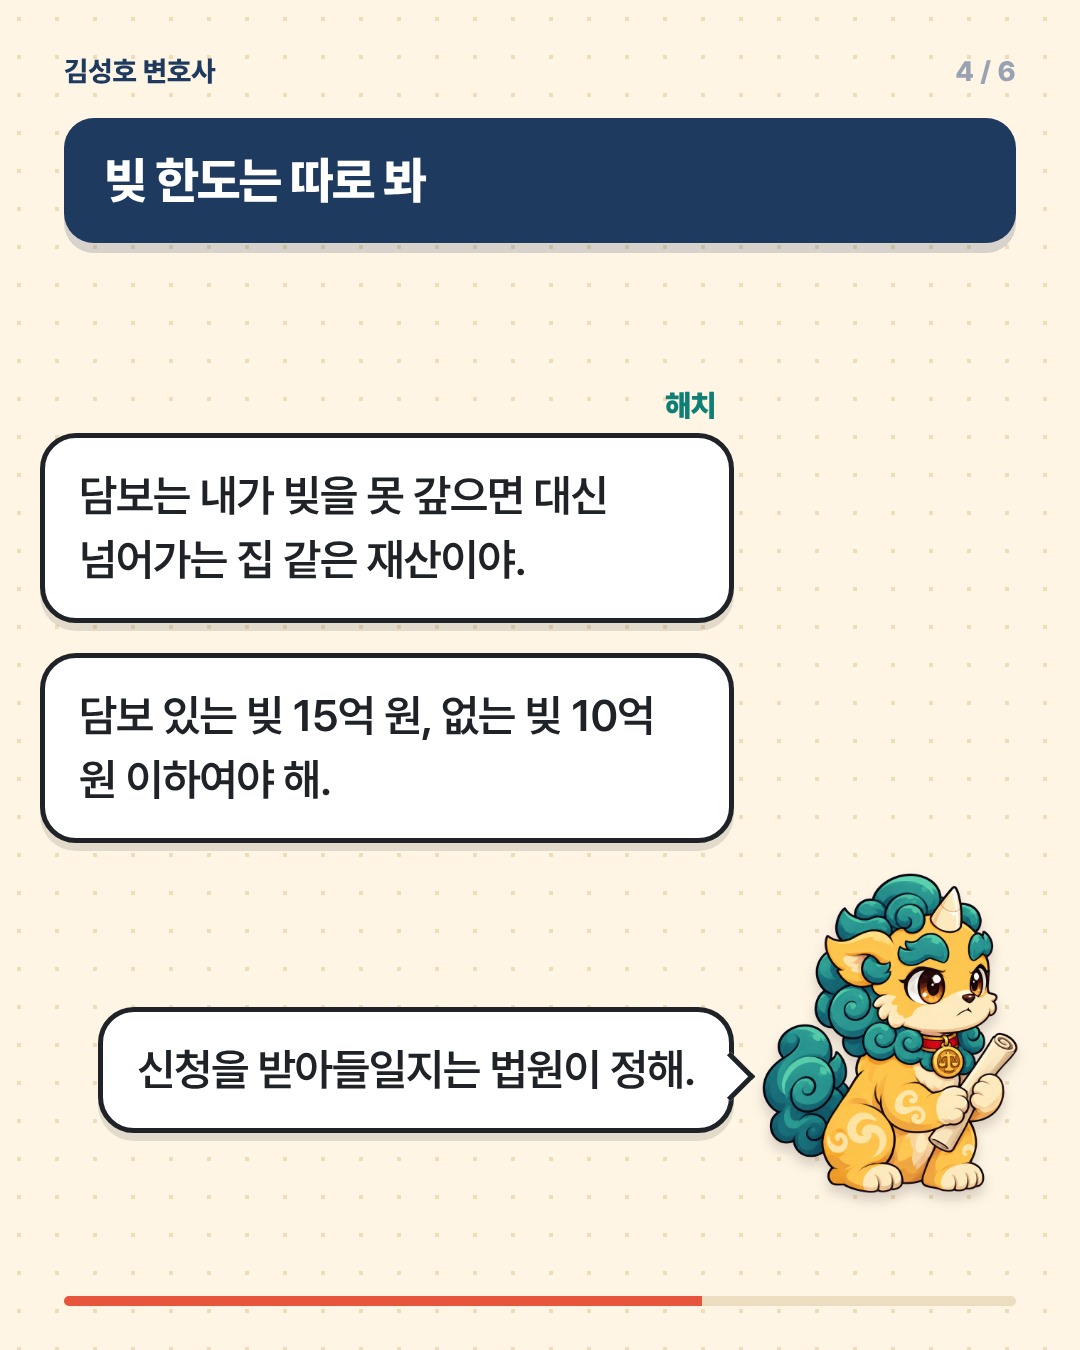 김성호 변호사
4 / 6
빚 한도는 따로 봐
해치
담보는 내가 빚을 못 갚으면 대신
넘어가는 집 같은 재산이야.
담보 있는 빚 15억 원, 없는 빚 10억
원 이하여야 해.
신청을 받아들일지는 법원이 정해.